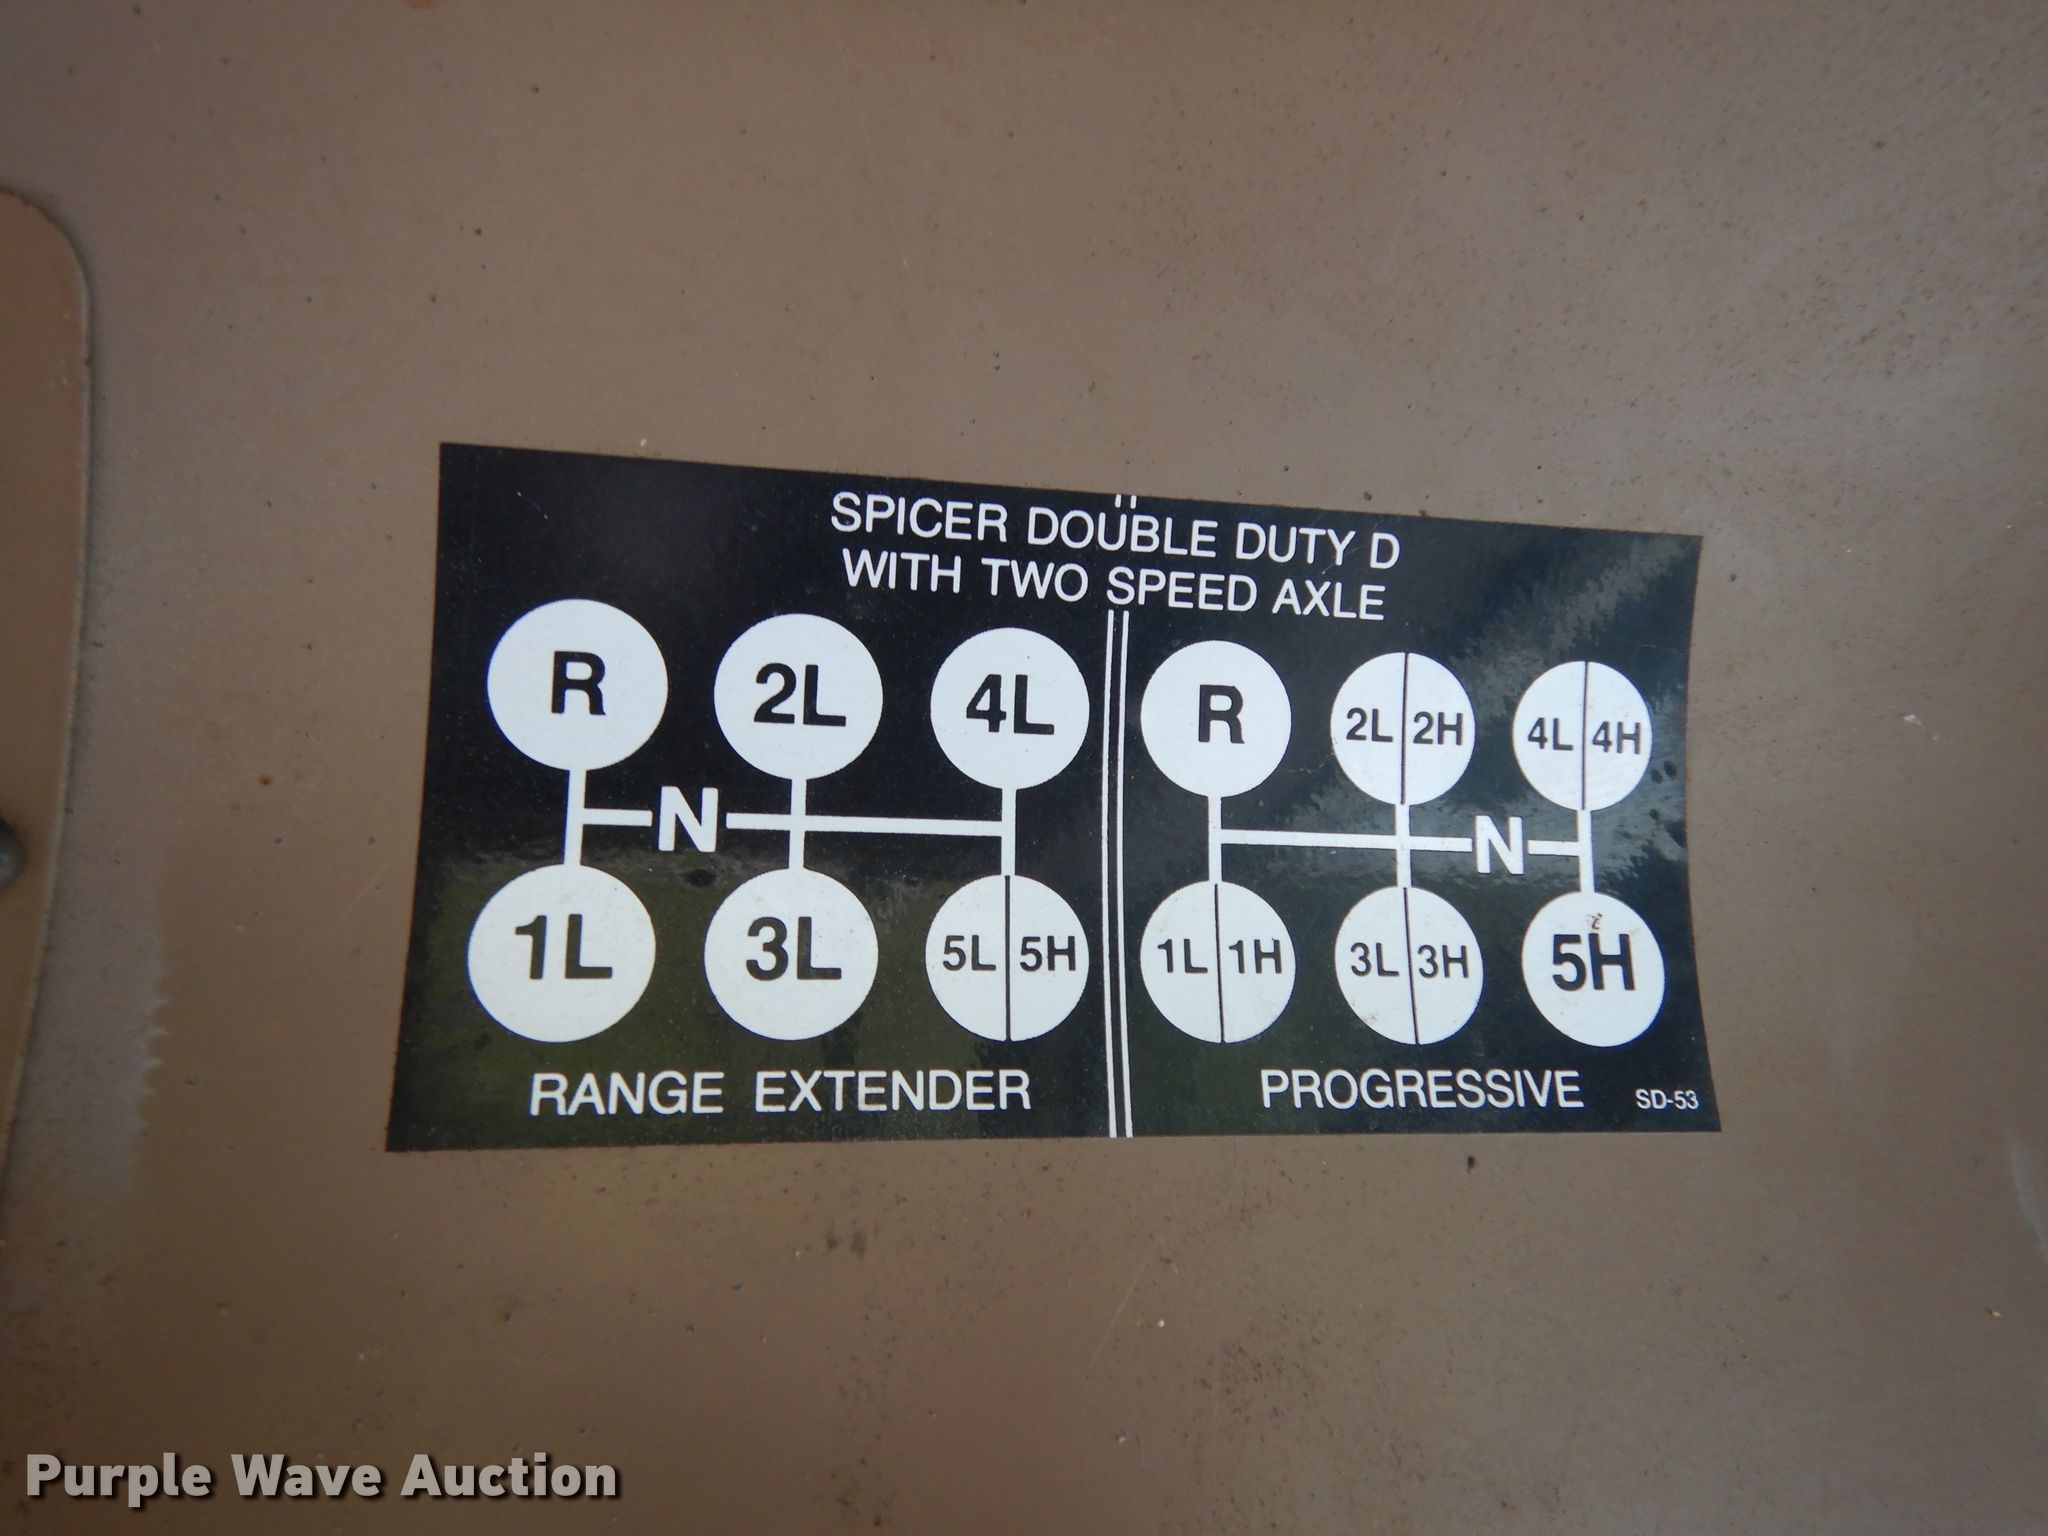 SPICER DOUBLE DUTY D
WITH TWO SPEED AXLE
R 2L 4L
N
1L 3L 5L 5H
RANGE EXTENDER
R 2L 2H 4L 4H
N
1L 1H 3L 3H 5H
PROGRESSIVE SD-53
Purple Wave Auction